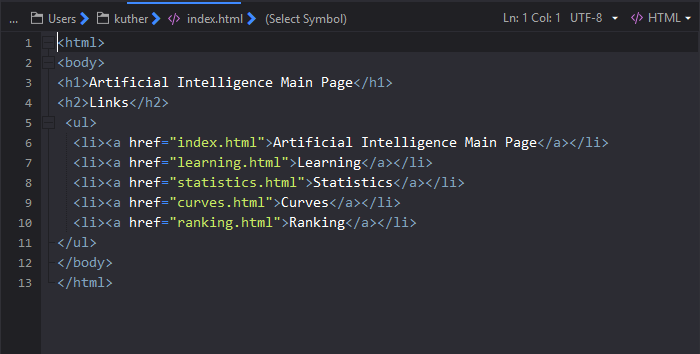 ... Users kuther index.html (Select Symbol) Ln: 1 Col: 1 UTF-8 HTML
1 <html>
2 <body>
3 <h1>Artificial Intelligence Main Page</h1>
4 <h2>Links</h2>
5  <ul>
6   <li><a href="index.html">Artificial Intelligence Main Page</a></li>
7   <li><a href="learning.html">Learning</a></li>
8   <li><a href="statistics.html">Statistics</a></li>
9   <li><a href="curves.html">Curves</a></li>
10   <li><a href="ranking.html">Ranking</a></li>
11 </ul>
12 </body>
13 </html>